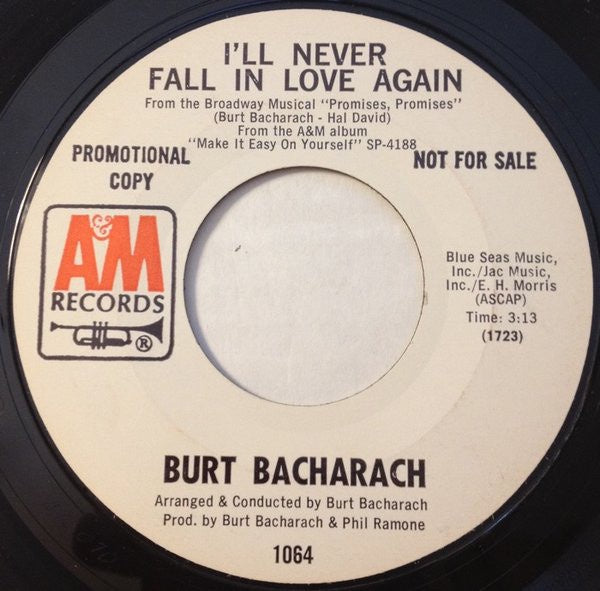 I'LL NEVER
FALL IN LOVE AGAIN
From the Broadway Musical "Promises, Promises"
(Burt Bacharach - Hal David)
From the A&M album
"Make It Easy On Yourself" SP-4188
PROMOTIONAL
COPY
NOT FOR SALE
A&M
RECORDS
®
Blue Seas Music,
Inc./Jac Music,
Inc./E. H. Morris
(ASCAP)
Time: 3:13
(1723)
BURT BACHARACH
Arranged & Conducted by Burt Bacharach
Prod. by Burt Bacharach & Phil Ramone
1064